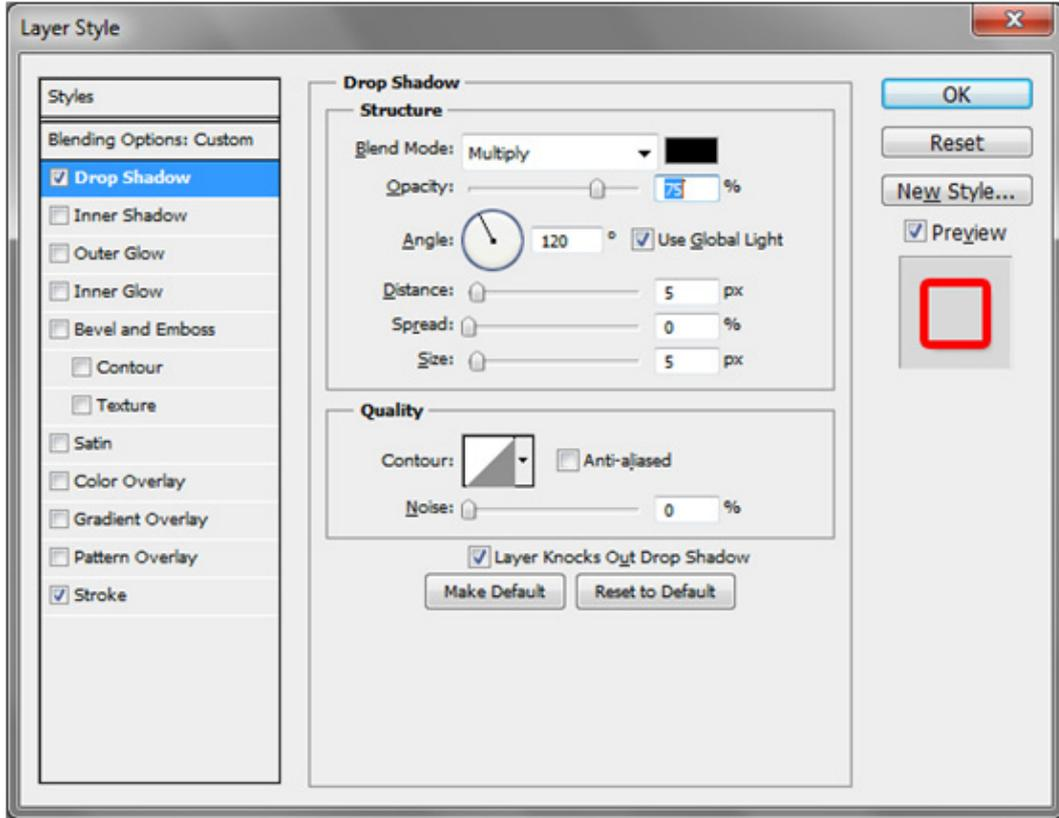 Layer Style
Styles
Blending Options: Custom
Drop Shadow
Inner Shadow
Outer Glow
Inner Glow
Bevel and Emboss
Contour
Texture
Satin
Color Overlay
Gradient Overlay
Pattern Overlay
Stroke
Drop Shadow
Structure
Blend Mode: Multiply
Opacity: 75 %
Angle: 120 ° Use Global Light
Distance: 5 px
Spread: 0 %
Size: 5 px
Quality
Contour: Anti-aliased
Noise: 0 %
Layer Knocks Out Drop Shadow
Make Default Reset to Default
OK
Reset
New Style...
Preview